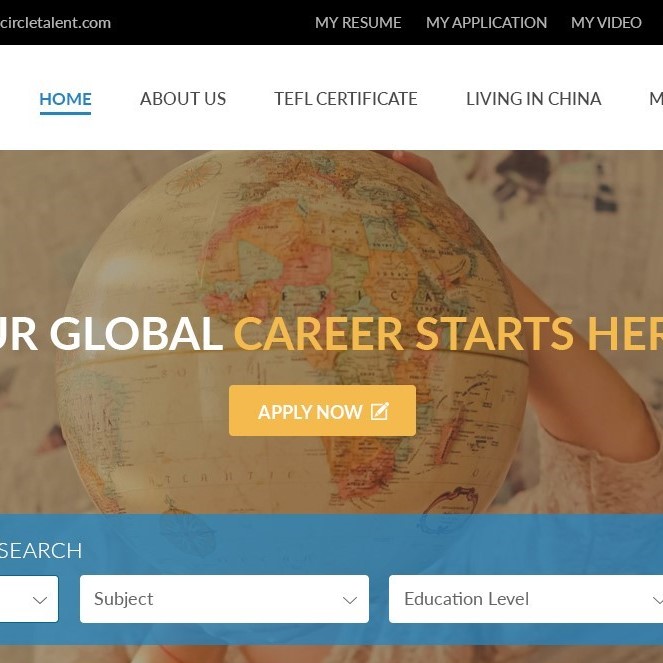 circletalent.com MY RESUME MY APPLICATION MY VIDEO
HOME ABOUT US TEFL CERTIFICATE LIVING IN CHINA M
UR GLOBAL CAREER STARTS HER
AFRICA
APPLY NOW
SEARCH
Subject Education Level